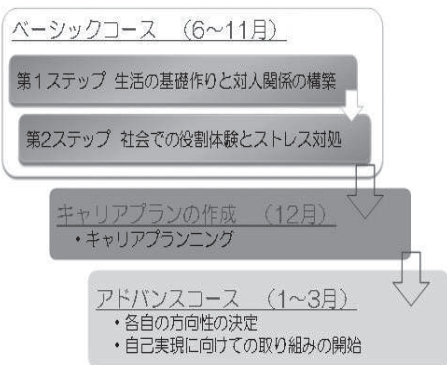 ベーシックコース （6～11月）
第1ステップ 生活の基礎作りと対人関係の構築
第2ステップ 社会での役割体験とストレス対処
キャリアプランの作成 （12月）
・キャリアプランニング
アドバンスコース （1～3月）
・各自の方向性の決定
・自己実現に向けての取り組みの開始